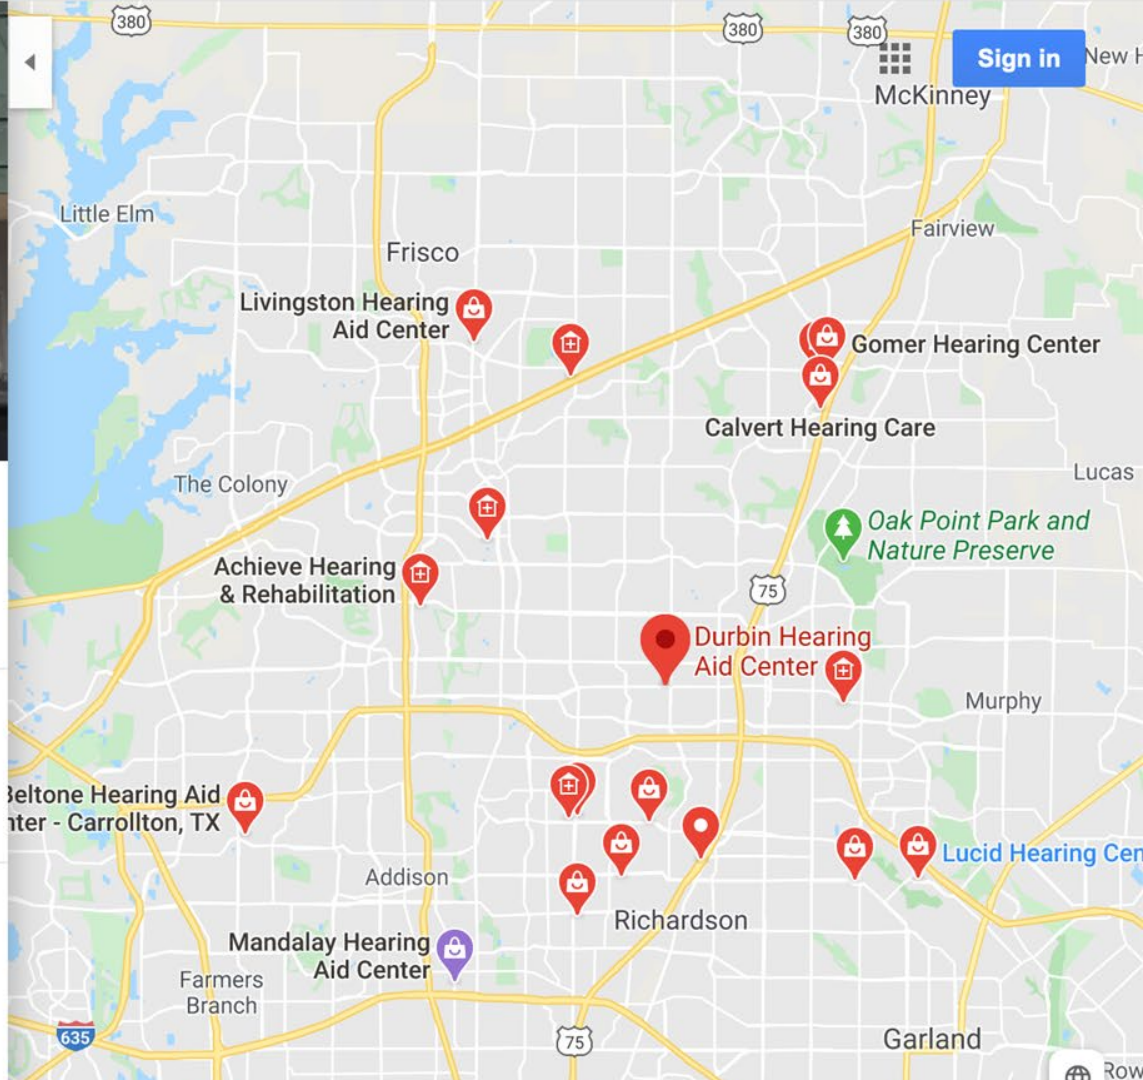 380
380
380
Sign in
New H
McKinney
Little Elm
Fairview
Frisco
Livingston Hearing
Aid Center
Gomer Hearing Center
Calvert Hearing Care
Lucas
The Colony
Oak Point Park and
Nature Preserve
Achieve Hearing
& Rehabilitation
75
Durbin Hearing
Aid Center
Murphy
Beltone Hearing Aid
nter - Carrollton, TX
Lucid Hearing Cen
Addison
Richardson
Mandalay Hearing
Aid Center
Farmers
Branch
635
75
Garland
Row